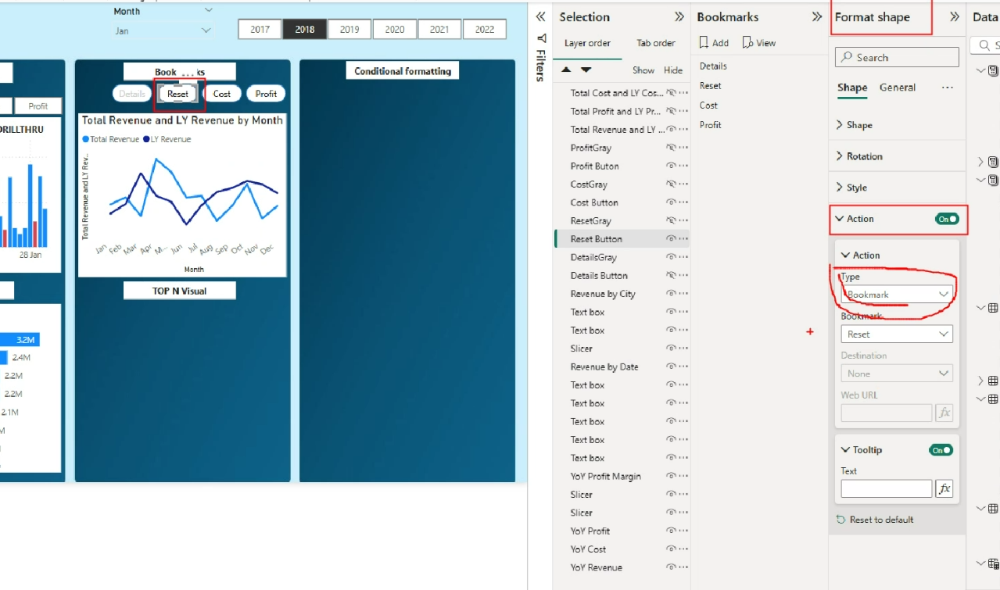 Month
Jan
2017 2018 2019 2020 2021 2022
Profit
DRILLTHRU
28 Jan
3.2M
2.4M
2.2M
2.2M
2.1M
M
Book ... ks
Details Reset Cost Profit
Total Revenue and LY Revenue by Month
Total Revenue LY Revenue
Total Revenue and LY Rev...
Jan Feb Mar Apr M... Jun Jul Aug Sep Oct Nov Dec
Month
TOP N Visual
Conditional formatting
Filters
Selection
Layer order Tab order
Show Hide
Total Cost and LY Cos...
Total Profit and LY Pr...
Total Revenue and LY ...
ProfitGray
Profit Buton
CostGray
Cost Button
ResetGray
Reset Button
DetailsGray
Details Button
Revenue by City
Text box
Text box
Slicer
Revenue by Date
Text box
Text box
Text box
Text box
Text box
YoY Profit Margin
Slicer
Slicer
YoY Profit
YoY Cost
YoY Revenue
Bookmarks
Add View
Details
Reset
Cost
Profit
Format shape
Search
Shape General ...
Shape
Rotation
Style
Action On
Action
Type
Bookmark
Bookmark
Reset
Destination
None
Web URL
fx
Tooltip On
Text
fx
Reset to default
Data
S